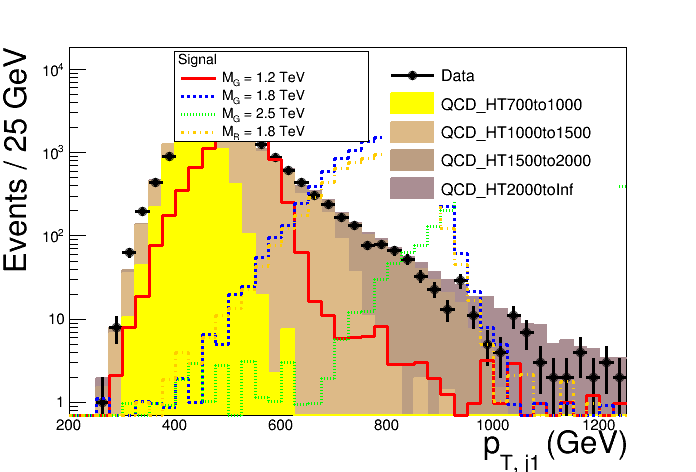 Events / 25 GeV
10^4
10^3
10^2
10
1
Signal
M_G = 1.2 TeV
M_G = 1.8 TeV
M_G = 2.5 TeV
M_R = 1.8 TeV
Data
QCD_HT700to1000
QCD_HT1000to1500
QCD_HT1500to2000
QCD_HT2000toInf
200 400 600 800 1000 1200
p_T, j1 (GeV)